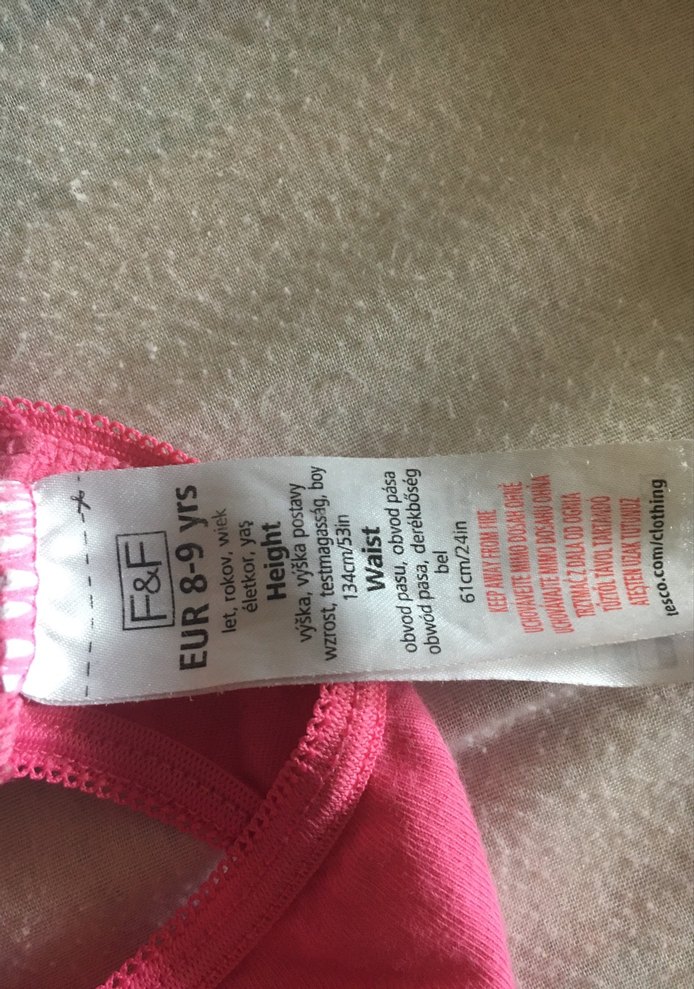 F&F
EUR 8-9 yrs
let, rokov, wiek
életkor, yaş
Height
výška, výška postavy
wzrost, testmagasság, boy
134cm/53in
Waist
obvod pasu, obvod pása
obwód pasa, derékbőség
bel
61cm/24in
KEEP AWAY FROM FIRE
UCHOVÁVEJTE MIMO DOSAH OHNĚ
UCHOVÁVAJTE MIMO DOSAHU OHŇA
TRZYMAĆ Z DALA OD OGNIA
TŰZTŐL TÁVOL TARTANDÓ
ATEŞTEN UZAK TUTUNUZ
tesco.com/clothing